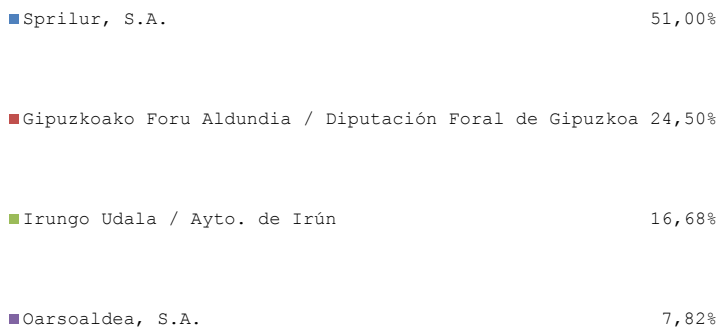 Sprilur, S.A. 51,00%
Gipuzkoako Foru Aldundia / Diputación Foral de Gipuzkoa 24,50%
Irungo Udala / Ayto. de Irún 16,68%
Oarsoaldea, S.A. 7,82%